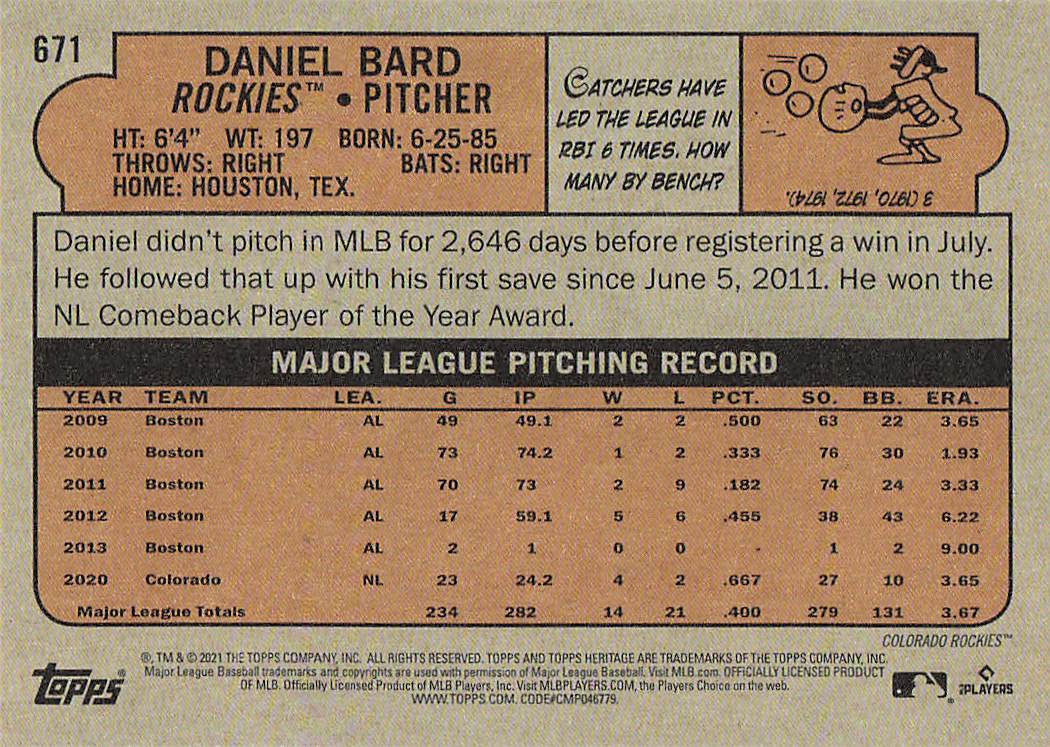 671
DANIEL BARD
ROCKIES™ • PITCHER
HT: 6'4" WT: 197 BORN: 6-25-85
THROWS: RIGHT BATS: RIGHT
HOME: HOUSTON, TEX.
CATCHERS HAVE
LED THE LEAGUE IN
RBI 6 TIMES. HOW
MANY BY BENCH?
3 (1970, 1972, 1974).
Daniel didn't pitch in MLB for 2,646 days before registering a win in July.
He followed that up with his first save since June 5, 2011. He won the
NL Comeback Player of the Year Award.
MAJOR LEAGUE PITCHING RECORD
YEAR TEAM LEA. G IP W L PCT. SO. BB. ERA.
2009 Boston AL 49 49.1 2 2 .500 63 22 3.65
2010 Boston AL 73 74.2 1 2 .333 76 30 1.93
2011 Boston AL 70 73 2 9 .182 74 24 3.33
2012 Boston AL 17 59.1 5 6 .455 38 43 6.22
2013 Boston AL 2 1 0 0 - 1 2 9.00
2020 Colorado NL 23 24.2 4 2 .667 27 10 3.65
Major League Totals 234 282 14 21 .400 279 131 3.67
COLORADO ROCKIES™
®, TM & © 2021 THE TOPPS COMPANY, INC. ALL RIGHTS RESERVED. TOPPS AND TOPPS HERITAGE ARE TRADEMARKS OF THE TOPPS COMPANY, INC.
Major League Baseball trademarks and copyrights are used with permission of Major League Baseball. Visit MLB.com. OFFICIALLY LICENSED PRODUCT
OF MLB. Officially Licensed Product of MLB Players, Inc. Visit MLBPLAYERS.COM, the Players Choice on the web.
WWW.TOPPS.COM. CODE#CMP046779.
topps®
PLAYERS